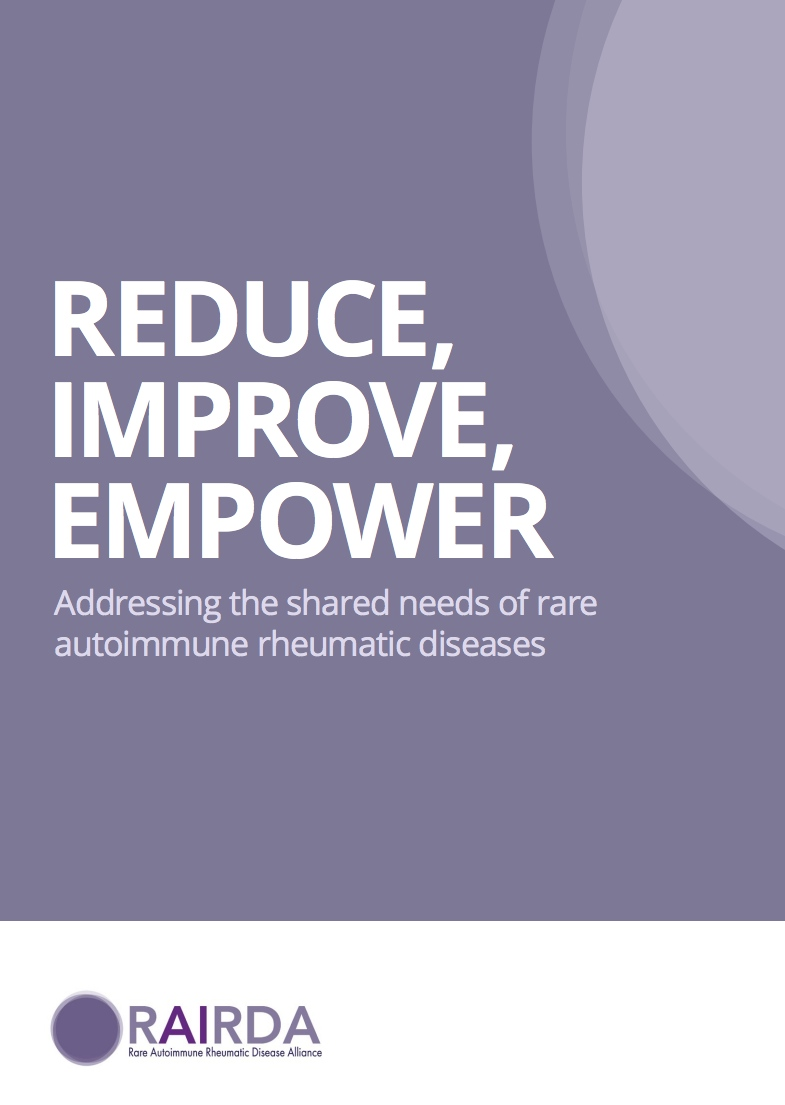 REDUCE,
IMPROVE,
EMPOWER
Addressing the shared needs of rare
autoimmune rheumatic diseases
RAIRDA
Rare Autoimmune Rheumatic Disease Alliance